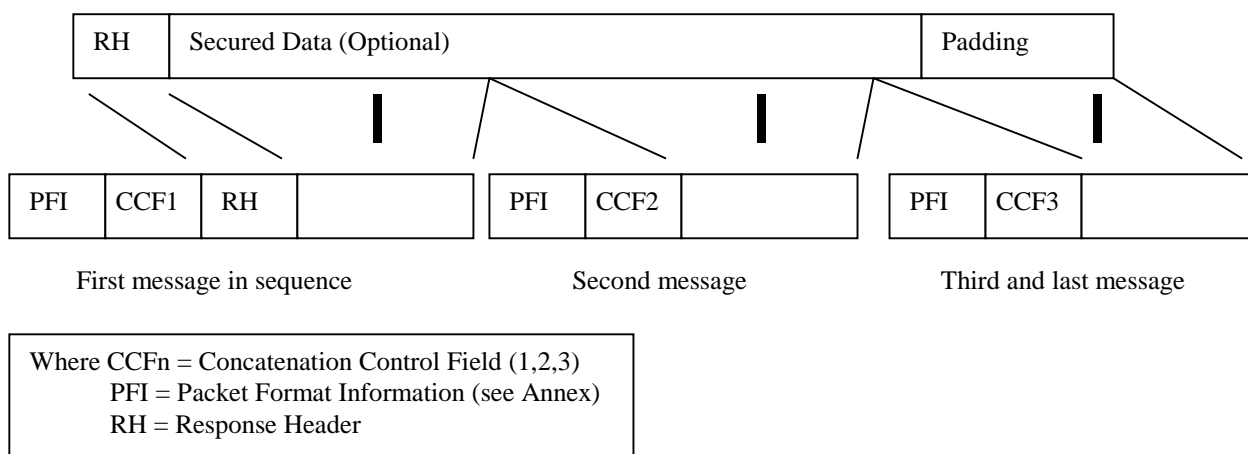 RH Secured Data (Optional) Padding
PFI CCF1 RH PFI CCF2 PFI CCF3
First message in sequence Second message Third and last message
Where CCFn = Concatenation Control Field (1,2,3)
PFI = Packet Format Information (see Annex)
RH = Response Header